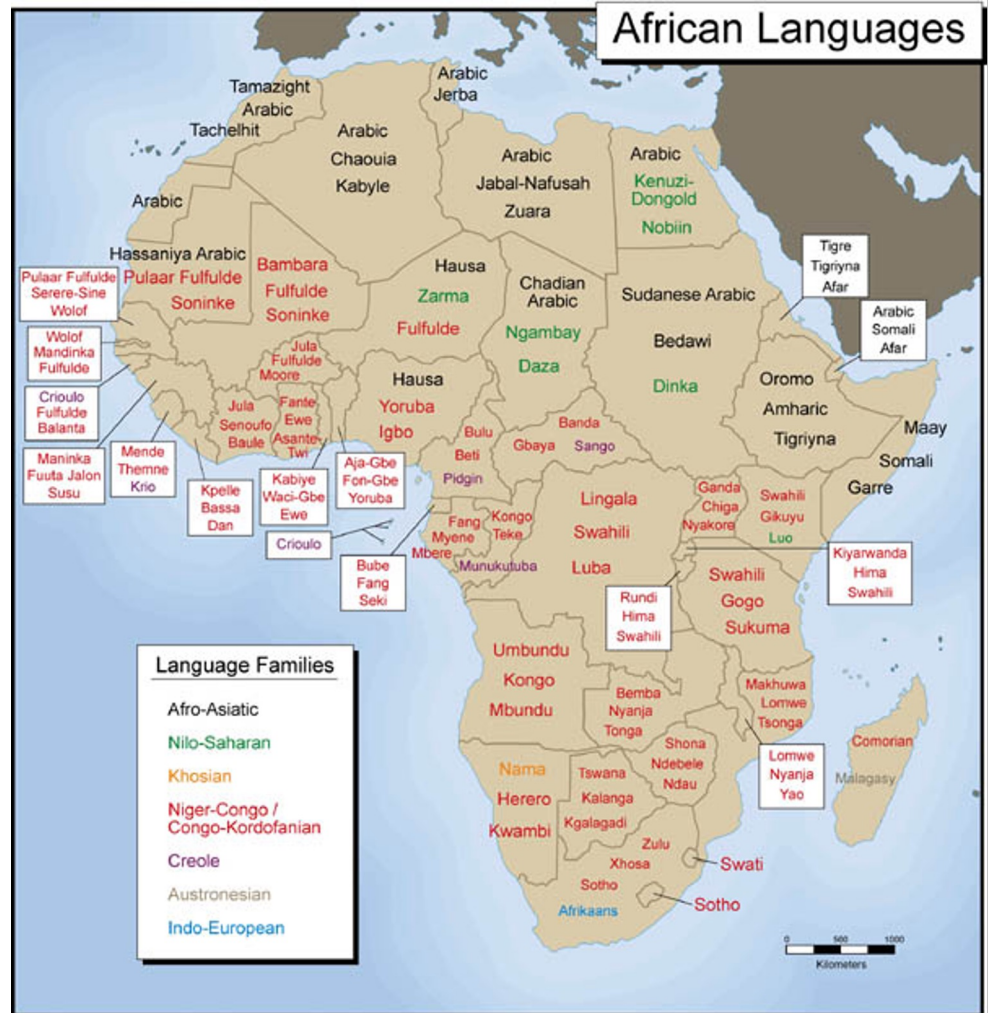 African Languages
Tamazight
Arabic
Tachelhit
Arabic
Jerba
Arabic
Chaouia
Kabyle
Arabic
Jabal-Nafusah
Zuara
Arabic
Kenuzi-
Dongold
Nobiin
Arabic
Hassaniya Arabic
Pulaar Fulfulde
Soninke
Bambara
Fulfulde
Soninke
Hausa
Zarma
Fulfulde
Chadian
Arabic
Ngambay
Daza
Sudanese Arabic
Bedawi
Dinka
Tigre
Tigriyna
Afar
Arabic
Somali
Afar
Pulaar Fulfulde
Serere-Sine
Wolof
Wolof
Mandinka
Fulfulde
Crioulo
Fulfulde
Balanta
Maninka
Fuuta Jalon
Susu
Mende
Themne
Krio
Kpelle
Bassa
Dan
Jula
Fulfulde
Moore
Jula
Senoufo
Baule
Fante
Ewe
Asante-
Twi
Kabiye
Waci-Gbe
Ewe
Aja-Gbe
Fon-Gbe
Yoruba
Hausa
Yoruba
Igbo
Bulu
Beti
Pidgin
Banda
Gbaya
Sango
Oromo
Amharic
Tigriyna
Maay
Somali
Garre
Crioulo
Bube
Fang
Seki
Fang
Myene
Mbere
Kongo
Teke
Munukutuba
Lingala
Swahili
Luba
Ganda
Chiga
Nyakore
Swahili
Gikuyu
Luo
Kiyarwanda
Hima
Swahili
Rundi
Hima
Swahili
Swahili
Gogo
Sukuma
Umbundu
Kongo
Mbundu
Bemba
Nyanja
Tonga
Makhuwa
Lomwe
Tsonga
Lomwe
Nyanja
Yao
Comorian
Malagasy
Shona
Ndebele
Ndau
Nama
Herero
Kwambi
Tswana
Kalanga
Kgalagadi
Zulu
Xhosa
Sotho
Afrikaans
Swati
Sotho
Language Families
Afro-Asiatic
Nilo-Saharan
Khosian
Niger-Congo /
Congo-Kordofanian
Creole
Austronesian
Indo-European
0 500 1000
Kilometers